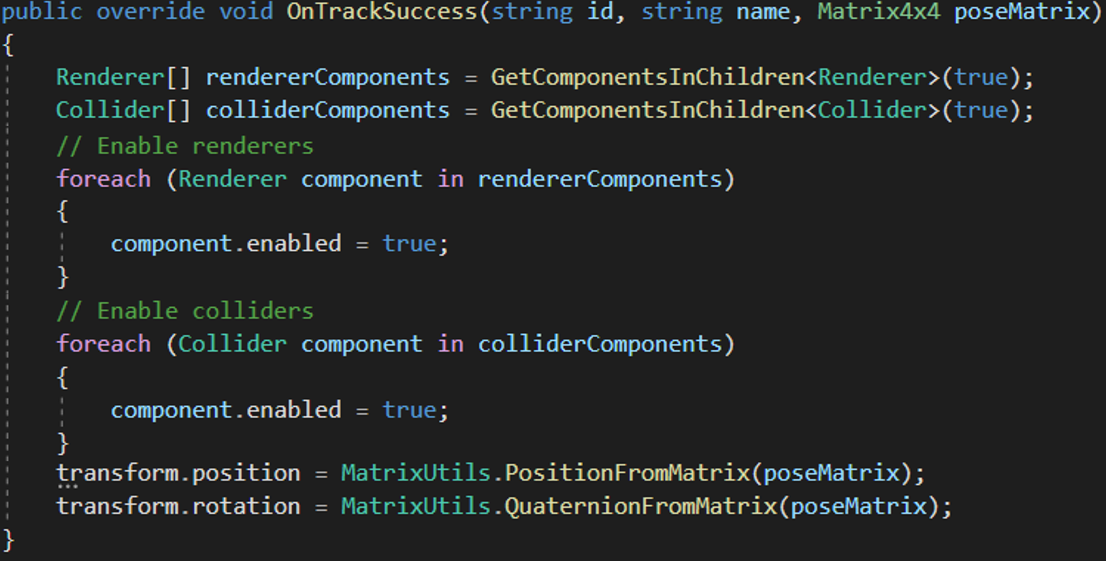 public override void OnTrackSuccess(string id, string name, Matrix4x4 poseMatrix)
{
    Renderer[] rendererComponents = GetComponentsInChildren<Renderer>(true);
    Collider[] colliderComponents = GetComponentsInChildren<Collider>(true);
    // Enable renderers
    foreach (Renderer component in rendererComponents)
    {
        component.enabled = true;
    }
    // Enable colliders
    foreach (Collider component in colliderComponents)
    {
        component.enabled = true;
    }
    transform.position = MatrixUtils.PositionFromMatrix(poseMatrix);
    transform.rotation = MatrixUtils.QuaternionFromMatrix(poseMatrix);
}